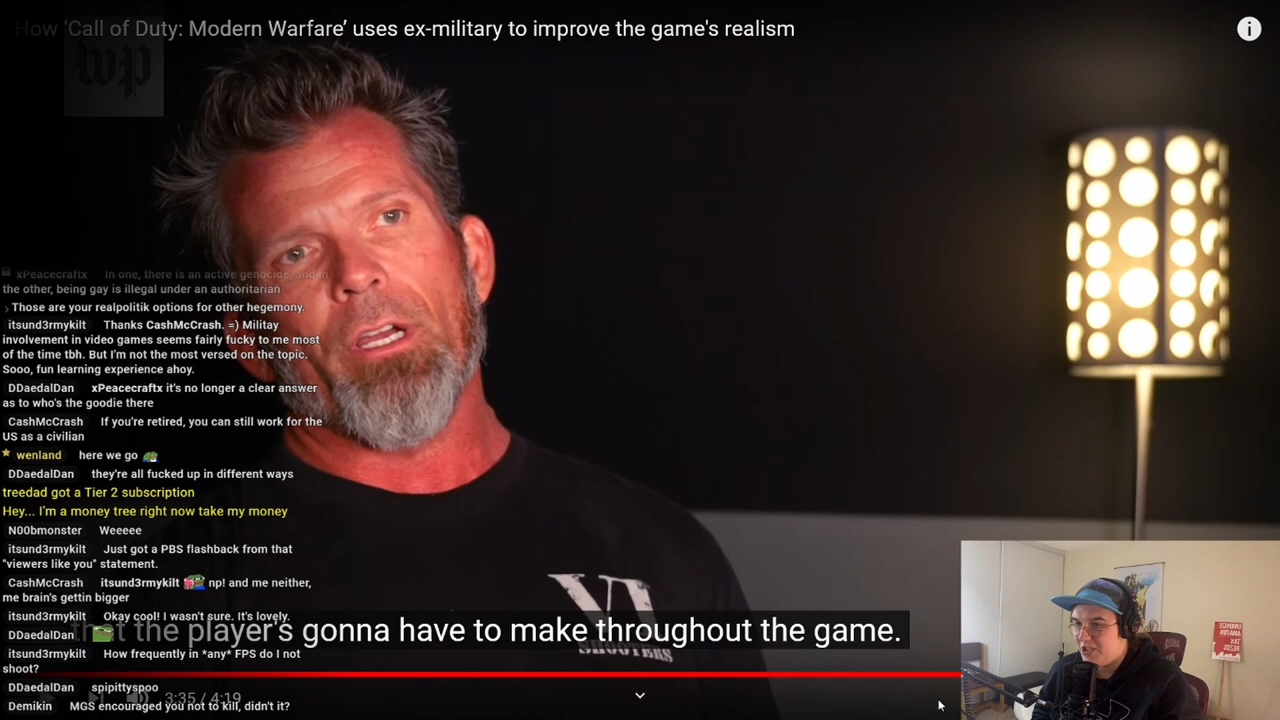 How 'Call of Duty: Modern Warfare' uses ex-military to improve the game's realism
wp
xPeacecraftx In one, there is an active genocide, and in
the other, being gay is illegal under an authoritarian
Those are your realpolitik options for other hegemony.
itsund3rmykilt Thanks CashMcCrash. =) Militay
involvement in video games seems fairly fucky to me most
of the time tbh. But I'm not the most versed on the topic.
Sooo, fun learning experience ahoy.
DDaedalDan xPeacecraftx it's no longer a clear answer
as to who's the goodie there
CashMcCrash If you're retired, you can still work for the
US as a civilian
wenland here we go
DDaedalDan they're all fucked up in different ways
treedad got a Tier 2 subscription
Hey... I'm a money tree right now take my money
N00bmonster Weeeee
itsund3rmykilt Just got a PBS flashback from that
"viewers like you" statement.
CashMcCrash itsund3rmykilt np! and me neither,
me brain's gettin bigger
itsund3rmykilt Okay cool! I wasn't sure. It's lovely.
DDaedalDan
itsund3rmykilt How frequently in *any* FPS do I not
shoot?
DDaedalDan spipittyspoo
Demikin MGS encouraged you not to kill, didn't it?
that the player's gonna have to make throughout the game.
VI
SHOOTERS
3:35 / 4:19